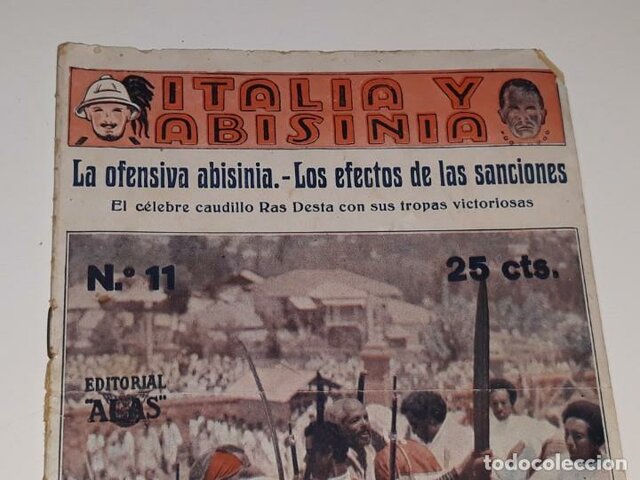 ITALIA Y
ABISINIA
La ofensiva abisinia.-Los efectos de las sanciones
El célebre caudillo Ras Desta con sus tropas victoriosas
N.º 11
25 cts.
EDITORIAL
"ALAS"
todocoleccion